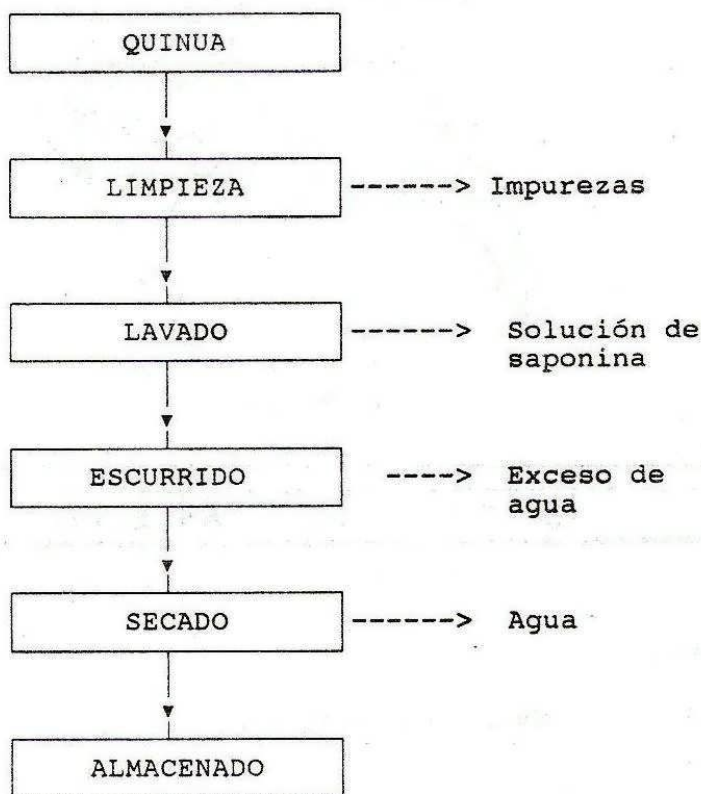 QUINUA
LIMPIEZA ------> Impurezas
LAVADO ------> Solución de
saponina
ESCURRIDO ----> Exceso de
agua
SECADO ------> Agua
ALMACENADO